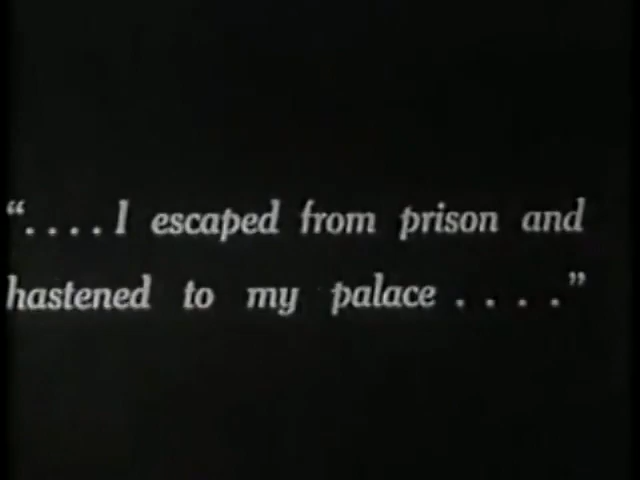 “. . . . I escaped from prison and
hastened to my palace . . . .”